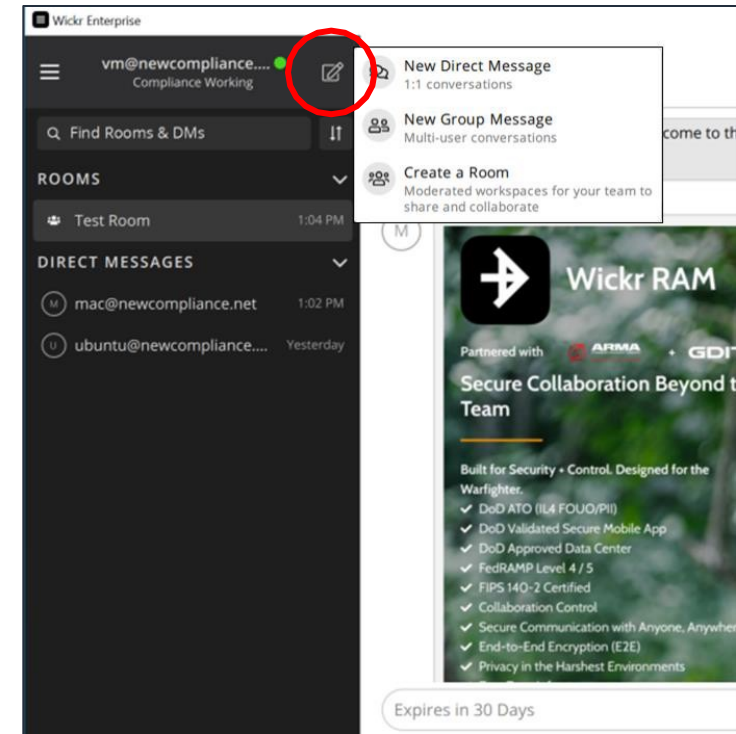 Wickr Enterprise
vm@newcompliance....
Compliance Working
Find Rooms & DMs
ROOMS
Test Room 1:04 PM
DIRECT MESSAGES
M mac@newcompliance.net 1:02 PM
U ubuntu@newcompliance.... Yesterday
New Direct Message
1:1 conversations
New Group Message
Multi-user conversations
Create a Room
Moderated workspaces for your team to
share and collaborate
come to th
M
Wickr RAM
Partnered with ARMA + GDIT
Secure Collaboration Beyond t
Team
Built for Security + Control. Designed for the
Warfighter.
DoD ATO (IL4 FOUO/PII)
DoD Validated Secure Mobile App
DoD Approved Data Center
FedRAMP Level 4 / 5
FIPS 140-2 Certified
Collaboration Control
Secure Communication with Anyone, Anywher
End-to-End Encryption (E2E)
Privacy in the Harshest Environments
Expires in 30 Days